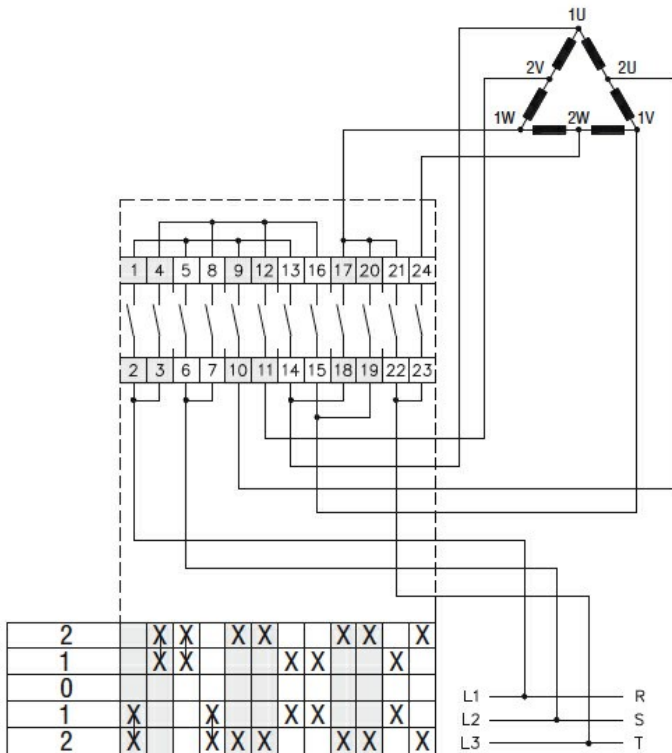 1U
2V 2U
1W 2W 1V
1 4 5 8 9 12 13 16 17 20 21 24
2 3 6 7 10 11 14 15 18 19 22 23
2 X X X X X X X
1 X X X X X
0
1 X X X X X
2 X X X X X X X
L1 R
L2 S
L3 T